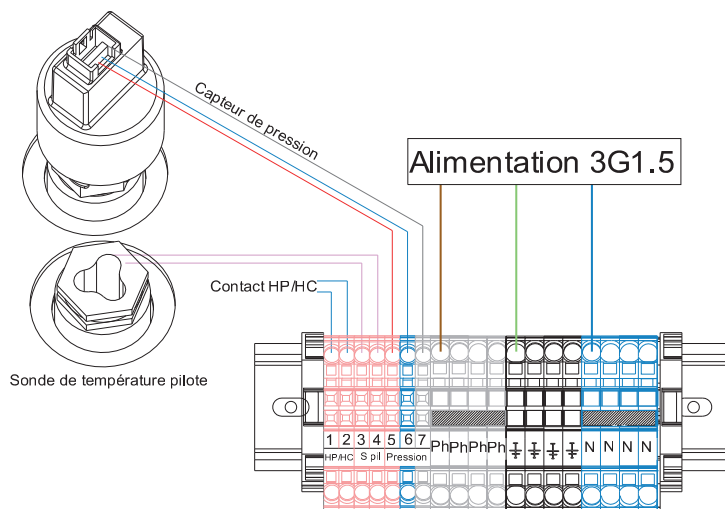 Capteur de pression
Alimentation 3G1.5
Contact HP/HC
Sonde de température pilote
1 2 3 4 5 6 7 Ph Ph Ph Ph N N N N
HP/HC S pil Pression